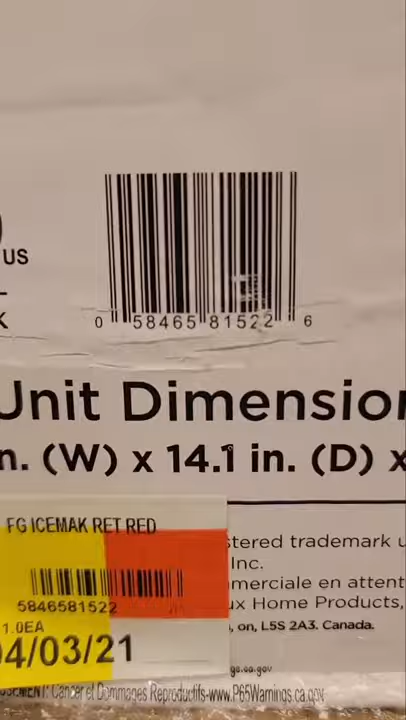 US
K
0 58465 81522 6
Unit Dimension
n. (W) x 14.1 in. (D) x
FG ICEMAK RET RED
stered trademark
Inc.
merciale en attent
5846581522
ux Home Products,
1.0EA
, on, L5S 2A3. Canada.
04/03/21
Cancer et Dommages Reproductifs-www.P65Warnings.ca.gov